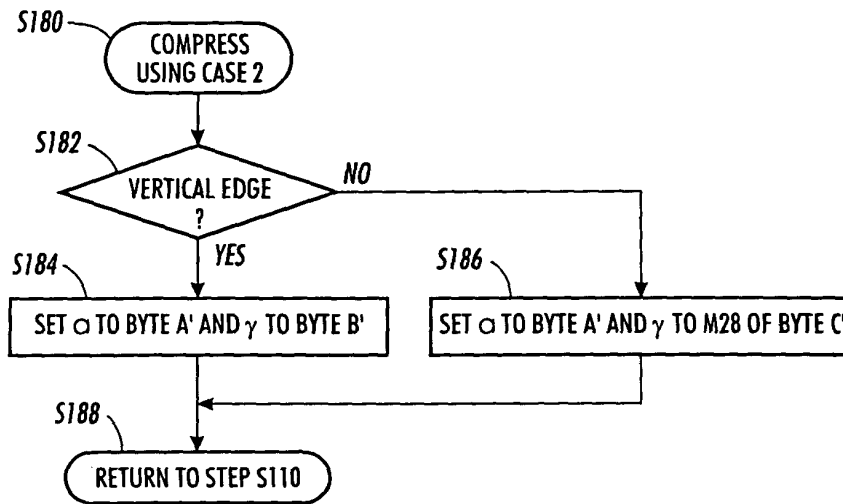 S180
COMPRESS
USING CASE 2
S182
VERTICAL EDGE
?
NO
YES
S184
SET α TO BYTE A' AND γ TO BYTE B'
S186
SET α TO BYTE A' AND γ TO M28 OF BYTE C'
S188
RETURN TO STEP S110